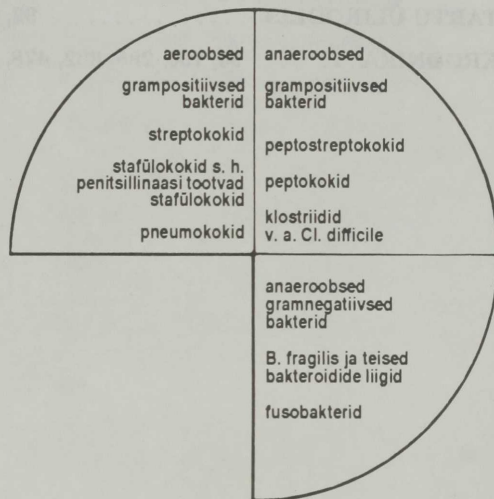 aeroobsed
grampositiivsed
bakterid
streptokokid
stafülokokid s. h.
penitsillinaasi tootvad
stafülokokid
pneumokokid
anaeroobsed
grampositiivsed
bakterid
peptostreptokokid
peptokokid
klostriidid
v. a. Cl. difficile
anaeroobsed
gramnegatiivsed
bakterid
B. fragilis ja teised
bakteroidide liigid
fusobakterid